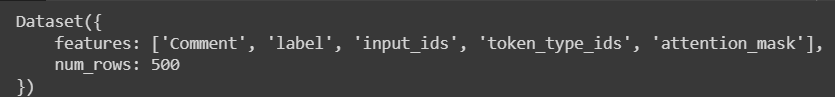 Dataset({
    features: ['Comment', 'label', 'input_ids', 'token_type_ids', 'attention_mask'],
    num_rows: 500
})